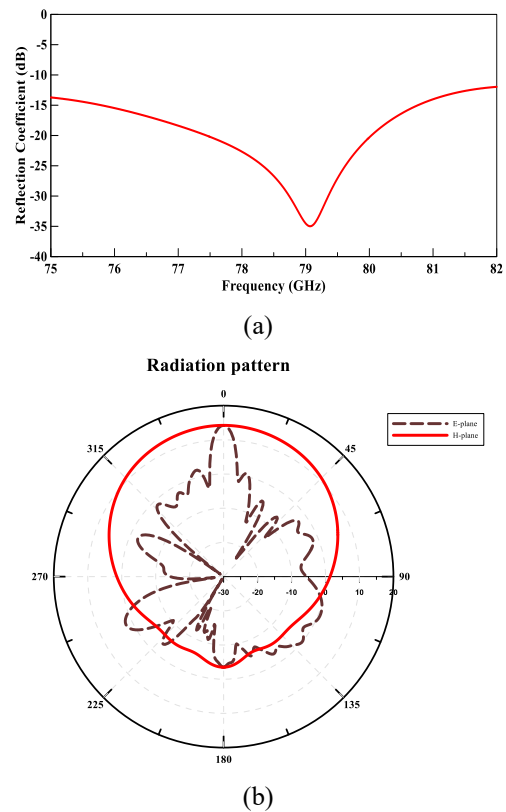 0
-5
-10
-15
-20
-25
-30
-35
-40
Reflection Coefficient (dB)
75 76 77 78 79 80 81 82
Frequency (GHz)
(a)
Radiation pattern
0
315 45
E-plane
H-plane
270 90
-30 -20 -10 0 10 20
225 135
180
(b)